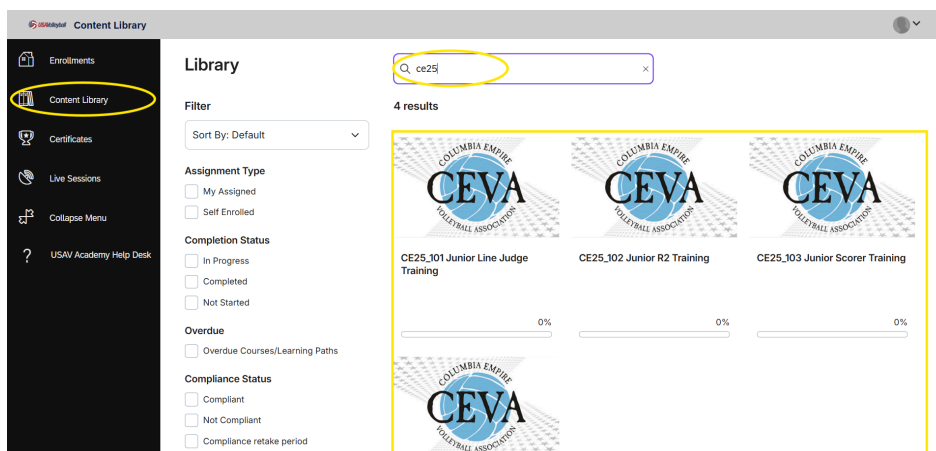 USAVolleyball Content Library
Enrollments
Content Library
Certificates
Live Sessions
Collapse Menu
? USAV Academy Help Desk
Library
Filter
Sort By: Default
Assignment Type
My Assigned
Self Enrolled
Completion Status
In Progress
Completed
Not Started
Overdue
Overdue Courses/Learning Paths
Compliance Status
Compliant
Not Compliant
Compliance retake period
ce25
4 results
COLUMBIA EMPIRE
CEVA
VOLLEYBALL ASSOCIATION
CE25_101 Junior Line Judge
Training
0%
COLUMBIA EMPIRE
CEVA
VOLLEYBALL ASSOCIATION
CE25_102 Junior R2 Training
0%
COLUMBIA EMPIRE
CEVA
VOLLEYBALL ASSOCIATION
CE25_103 Junior Scorer Training
0%
COLUMBIA EMPIRE
CEVA
VOLLEYBALL ASSOCIATION